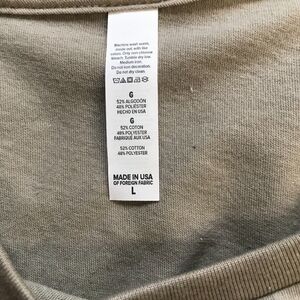 Machine wash warm,
inside out, with like
colors. Only non-chlorine
bleach. Tumble dry low.
Medium iron.
Do not iron decoration.
Do not dry clean.
G
52% ALGODÓN
48% POLIÉSTER
HECHO EN USA
G
52% COTON
48% POLYESTER
FABRIQUÉ AUX USA
52% COTTON
48% POLYESTER
MADE IN USA
OF FOREIGN FABRIC
L